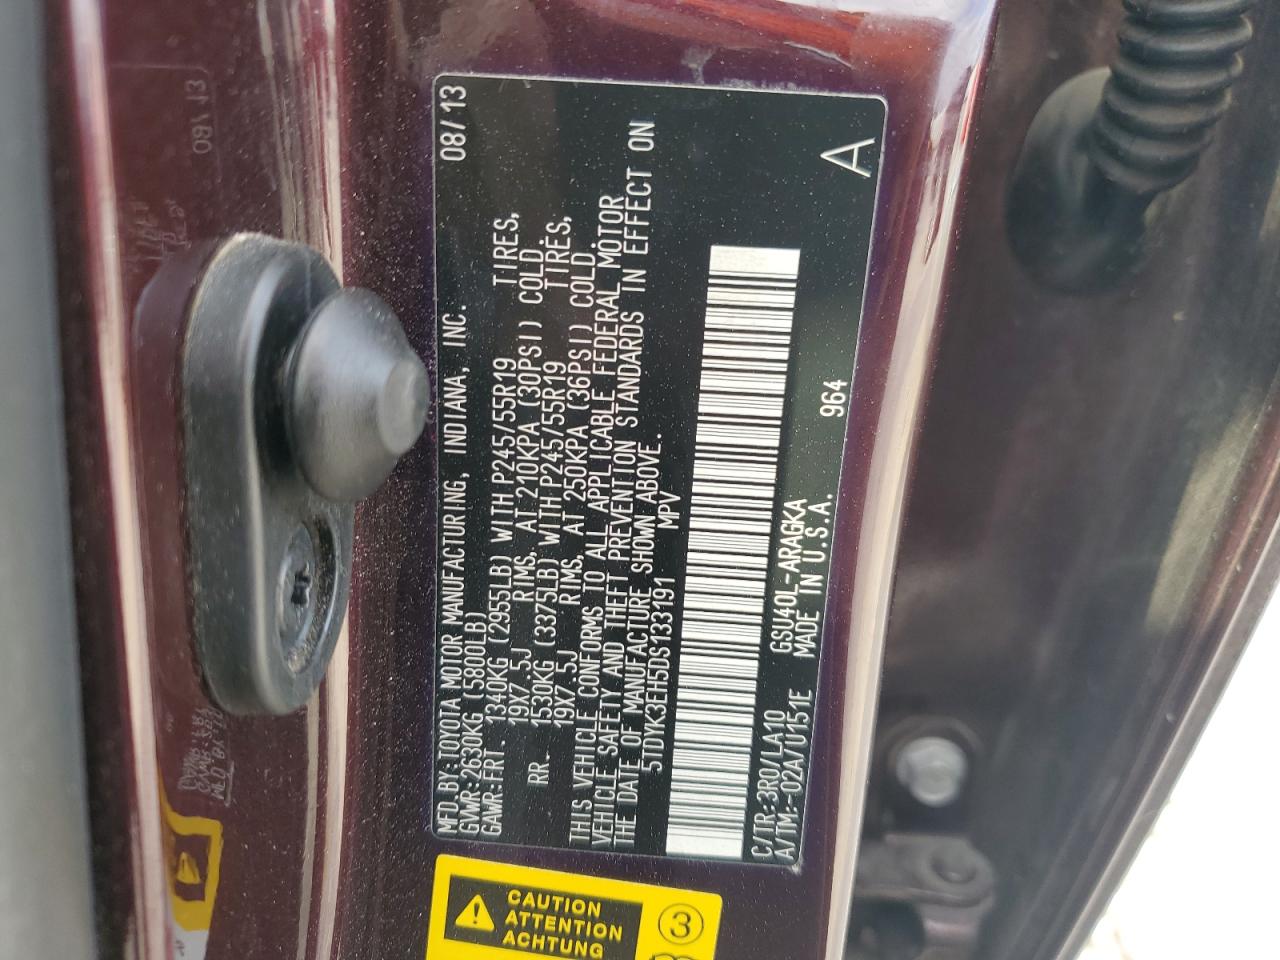 MFD. BY: TOYOTA MOTOR MANUFACTURING, INDIANA, INC. 08/13
GVWR: 2630KG (5800LB)
GAWR: FRT. 1340KG (2955LB) WITH P245/55R19 TIRES,
19X7.5J RIMS, AT 210KPA (30PSI) COLD.
RR. 1530KG (3375LB) WITH P245/55R19 TIRES,
19X7.5J RIMS, AT 250KPA (36PSI) COLD.
THIS VEHICLE CONFORMS TO ALL APPLICABLE FEDERAL MOTOR
VEHICLE SAFETY AND THEFT PREVENTION STANDARDS IN EFFECT ON
THE DATE OF MANUFACTURE SHOWN ABOVE.
5TDYK3EH5DS133191 MPV
C/TR: 3R0/LA10 GSU40L-ARAGKA
A/TM: -02A/U151E MADE IN U.S.A. 964
A
CAUTION
ATTENTION
ACHTUNG
3